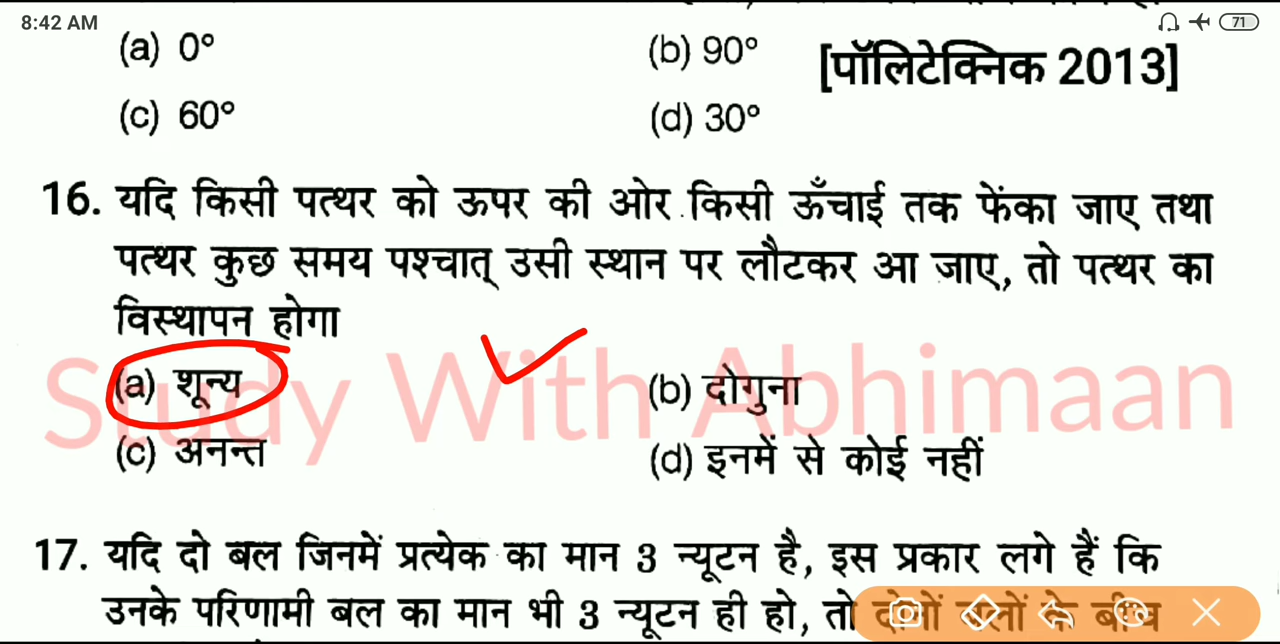 8:42 AM
71
(a) 0°
(b) 90°
[पॉलिटेक्निक 2013]
(c) 60°
(d) 30°
16. यदि किसी पत्थर को ऊपर की ओर किसी ऊँचाई तक फेंका जाए तथा
पत्थर कुछ समय पश्चात् उसी स्थान पर लौटकर आ जाए, तो पत्थर का
विस्थापन होगा
Study With Abhimaan
(a) शून्य
(b) दोगुना
(c) अनन्त
(d) इनमें से कोई नहीं
17. यदि दो बल जिनमें प्रत्येक का मान 3 न्यूटन है, इस प्रकार लगे हैं कि
उनके परिणामी बल का मान भी 3 न्यूटन ही हो, तो दोनों बलों के बीच